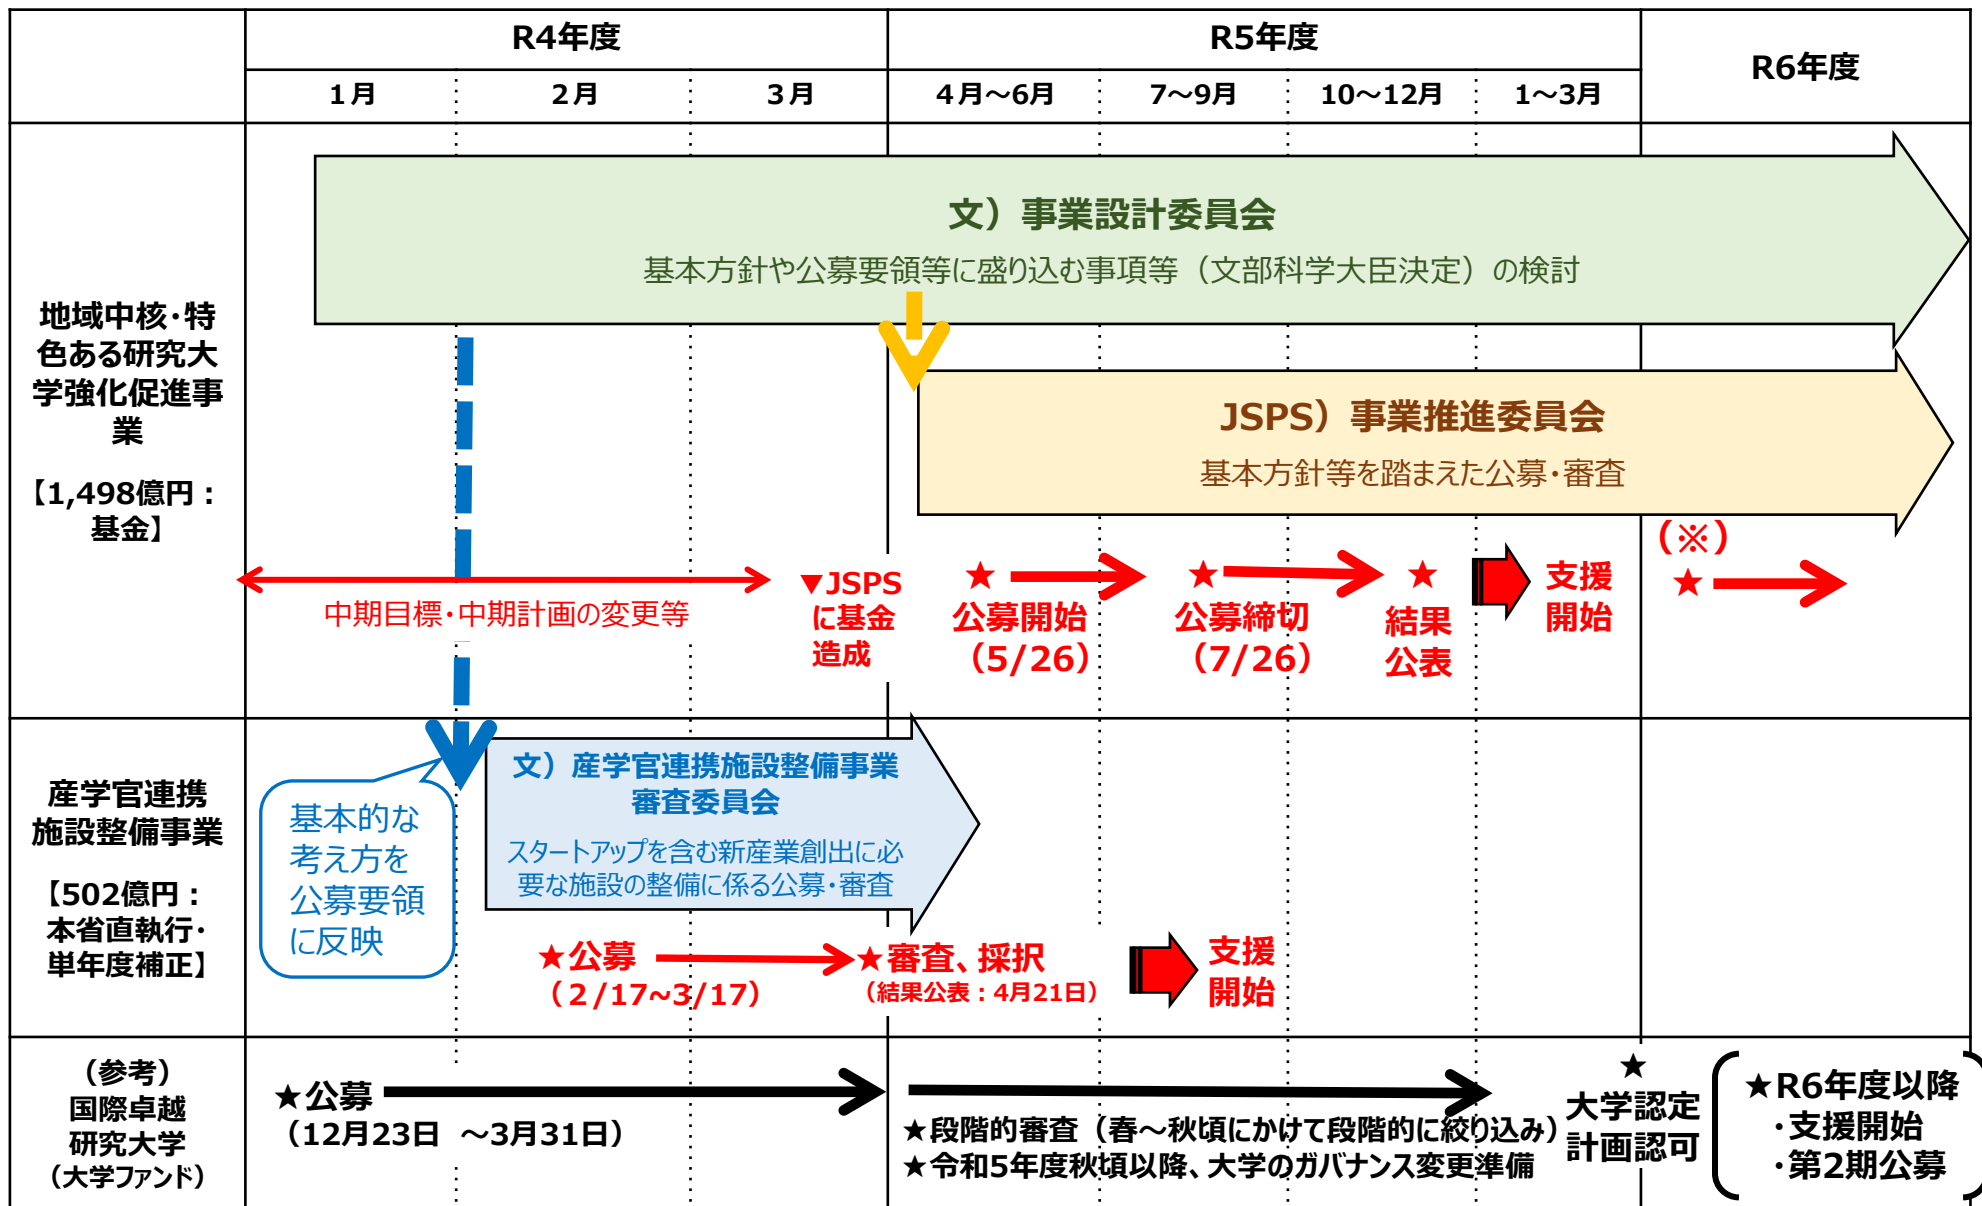 R4年度
R5年度
R6年度
1月
2月
3月
4月～6月
7～9月
10～12月
1～3月
地域中核・特
色ある研究大
学強化促進事
業
【1,498億円：
基金】
文）事業設計委員会
基本方針や公募要領等に盛り込む事項等（文部科学大臣決定）の検討
JSPS）事業推進委員会
基本方針等を踏まえた公募・審査
中期目標・中期計画の変更等
▼JSPS
に基金
造成
★
公募開始
（5/26）
★
公募締切
（7/26）
★
結果
公表
支援
開始
（※）
★
産学官連携
施設整備事業
【502億円：
本省直執行・
単年度補正】
基本的な
考え方を
公募要領
に反映
文）産学官連携施設整備事業
審査委員会
スタートアップを含む新産業創出に必
要な施設の整備に係る公募・審査
★公募
（2/17~3/17）
★審査、採択
（結果公表：4月21日）
支援
開始
（参考）
国際卓越
研究大学
（大学ファンド）
★公募
（12月23日 ～3月31日）
★段階的審査（春～秋頃にかけて段階的に絞り込み）
★令和5年度秋頃以降、大学のガバナンス変更準備
★
大学認定
計画認可
★R6年度以降
・支援開始
・第2期公募